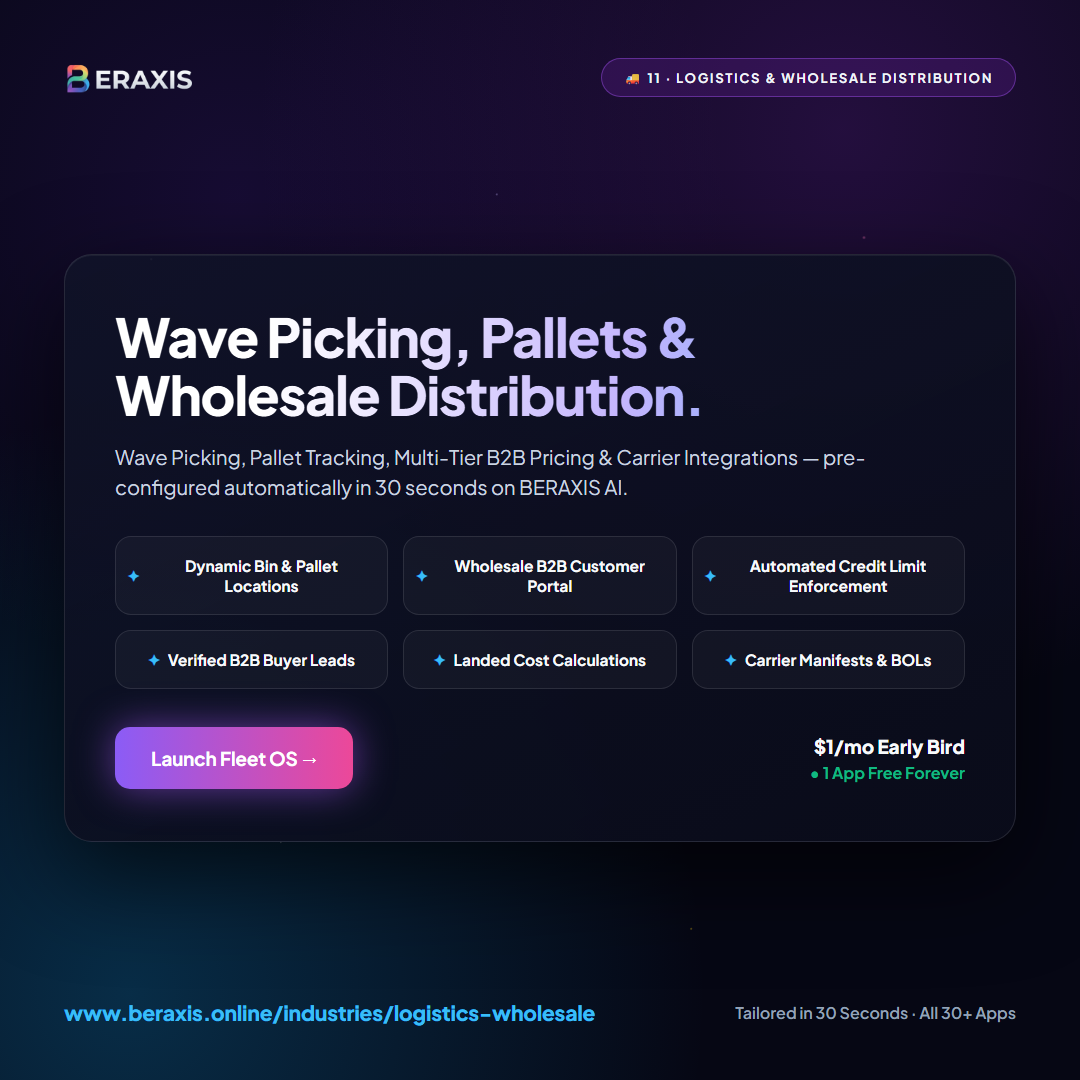 BERAXIS
🚚 11 · LOGISTICS & WHOLESALE DISTRIBUTION
Wave Picking, Pallets &
Wholesale Distribution.
Wave Picking, Pallet Tracking, Multi-Tier B2B Pricing & Carrier Integrations — pre-
configured automatically in 30 seconds on BERAXIS AI.
✦ Dynamic Bin & Pallet
Locations
✦ Wholesale B2B Customer
Portal
✦ Automated Credit Limit
Enforcement
✦ Verified B2B Buyer Leads
✦ Landed Cost Calculations
✦ Carrier Manifests & BOLs
Launch Fleet OS →
$1/mo Early Bird
● 1 App Free Forever
www.beraxis.online/industries/logistics-wholesale
Tailored in 30 Seconds · All 30+ Apps